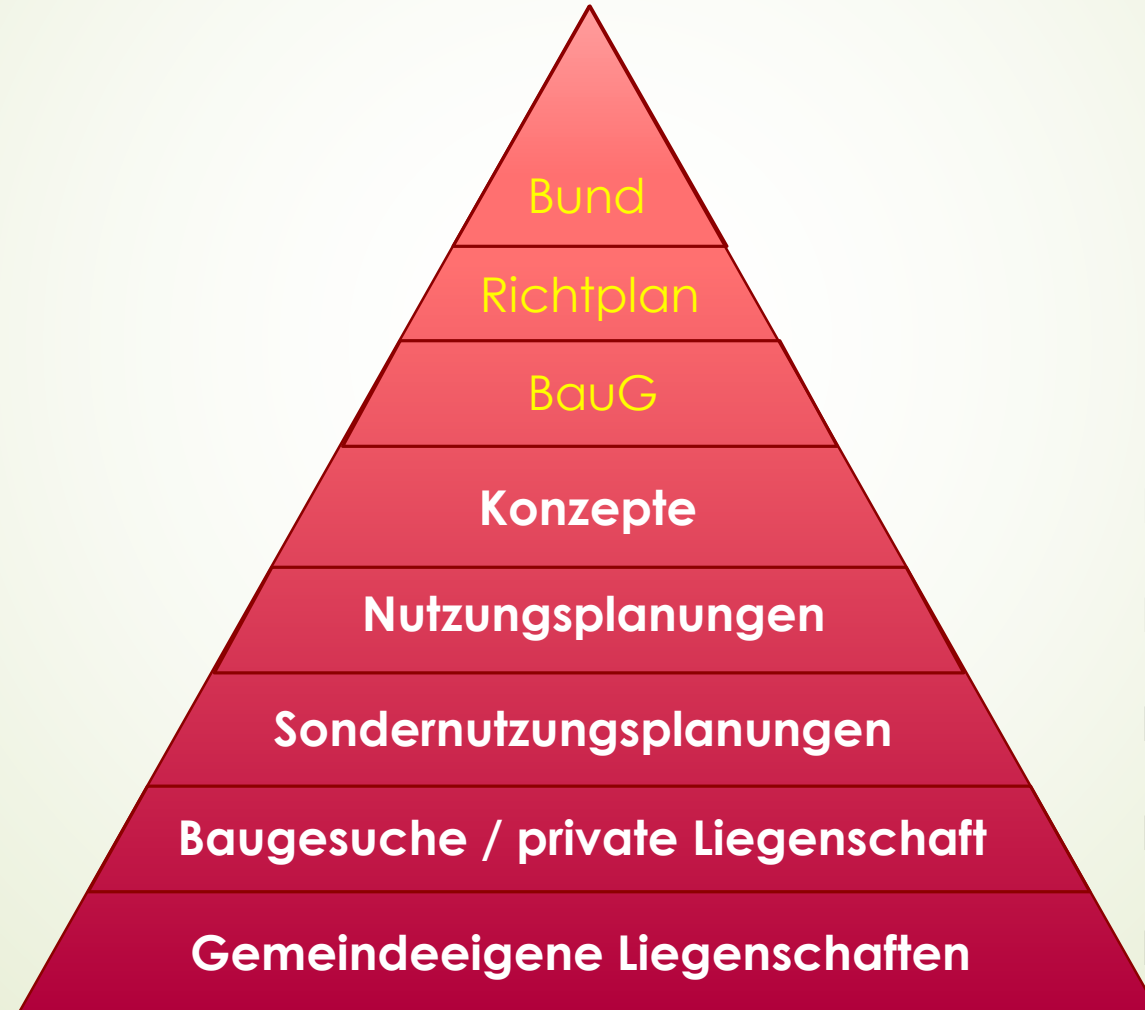 Bund
Richtplan
BauG
Konzepte
Nutzungsplanungen
Sondernutzungsplanungen
Baugesuche / private Liegenschaft
Gemeindeeigene Liegenschaften